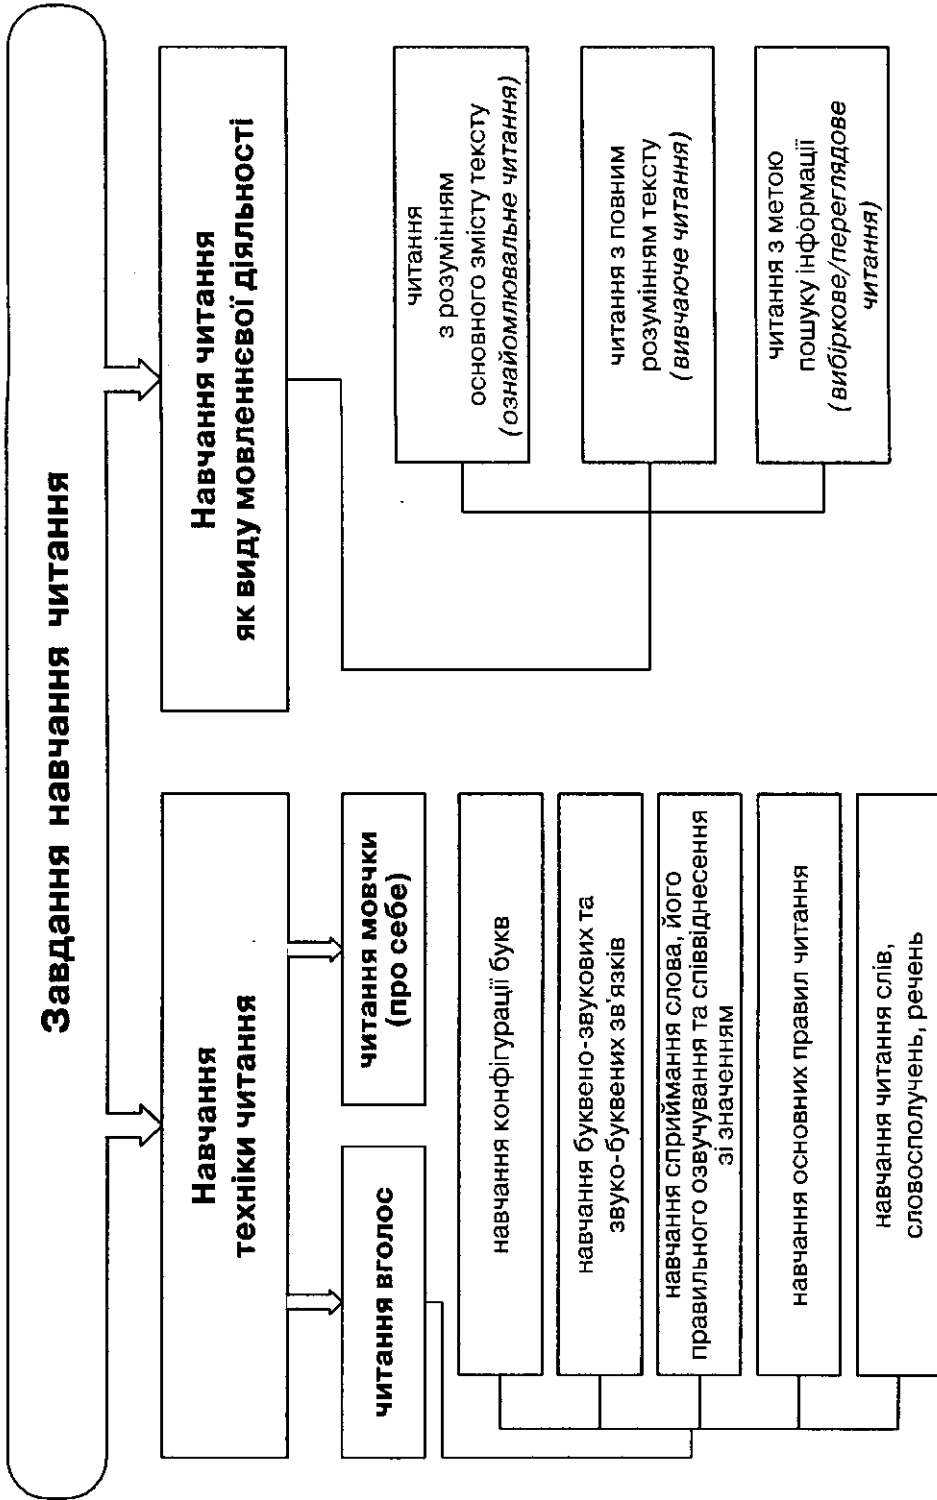 Завдання навчання читання
Навчання
техніки читання
читання вголос
читання мовчки
(про себе)
навчання конфігурації букв
навчання буквено-звукових та
звуко-буквених зв'язків
навчання сприймання слова, його
правильного озвучування та співвіднесення
зі значенням
навчання основних правил читання
навчання читання слів,
словосполучень, речень
Навчання читання
як виду мовленнєвої діяльності
читання
з розумінням
основного змісту тексту
(ознайомлювальне читання)
читання з повним
розумінням тексту
(вивчаюче читання)
читання з метою
пошуку інформації
(вибіркове/переглядове
читання)